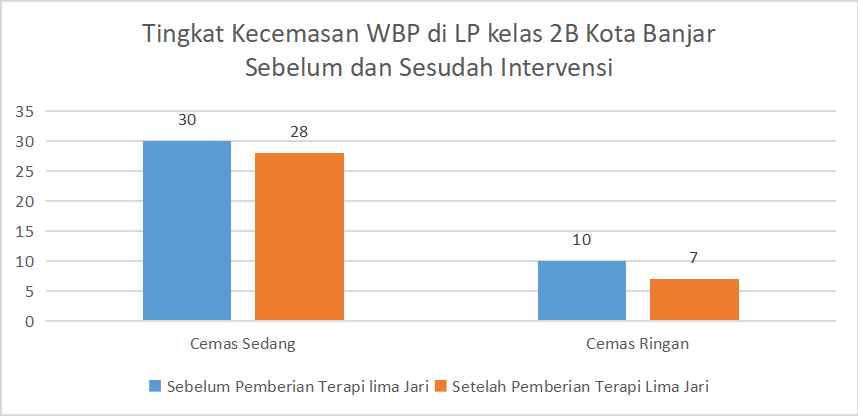 Tingkat Kecemasan WBP di LP kelas 2B Kota Banjar
Sebelum dan Sesudah Intervensi
35
30
25
20
15
10
5
0
30
28
10
7
Cemas Sedang
Cemas Ringan
Sebelum Pemberian Terapi lima Jari
Setelah Pemberian Terapi Lima Jari